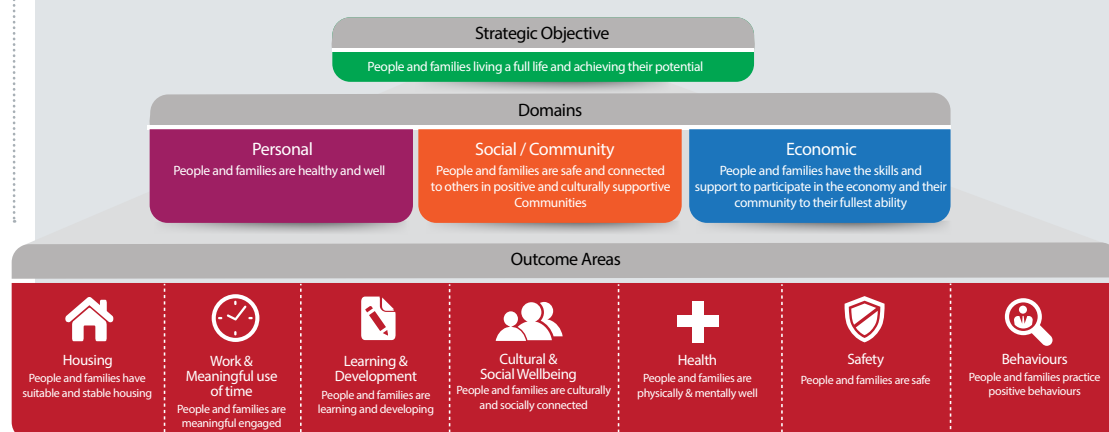 Strategic Objective
People and families living a full life and achieving their potential
Domains
Personal
People and families are healthy and well
Social / Community
People and families are safe and connected
to others in positive and culturally supportive
Communities
Economic
People and families have the skills and
support to participate in the economy and their
community to their fullest ability
Outcome Areas
Housing
People and families have
suitable and stable housing
Work &
Meaningful use
of time
People and families are
meaningful engaged
Learning &
Development
People and families are
learning and developing
Cultural &
Social Wellbeing
People and families are culturally
and socially connected
Health
People and families are
physically & mentally well
Safety
People and families are safe
Behaviours
People and families practice
positive behaviours